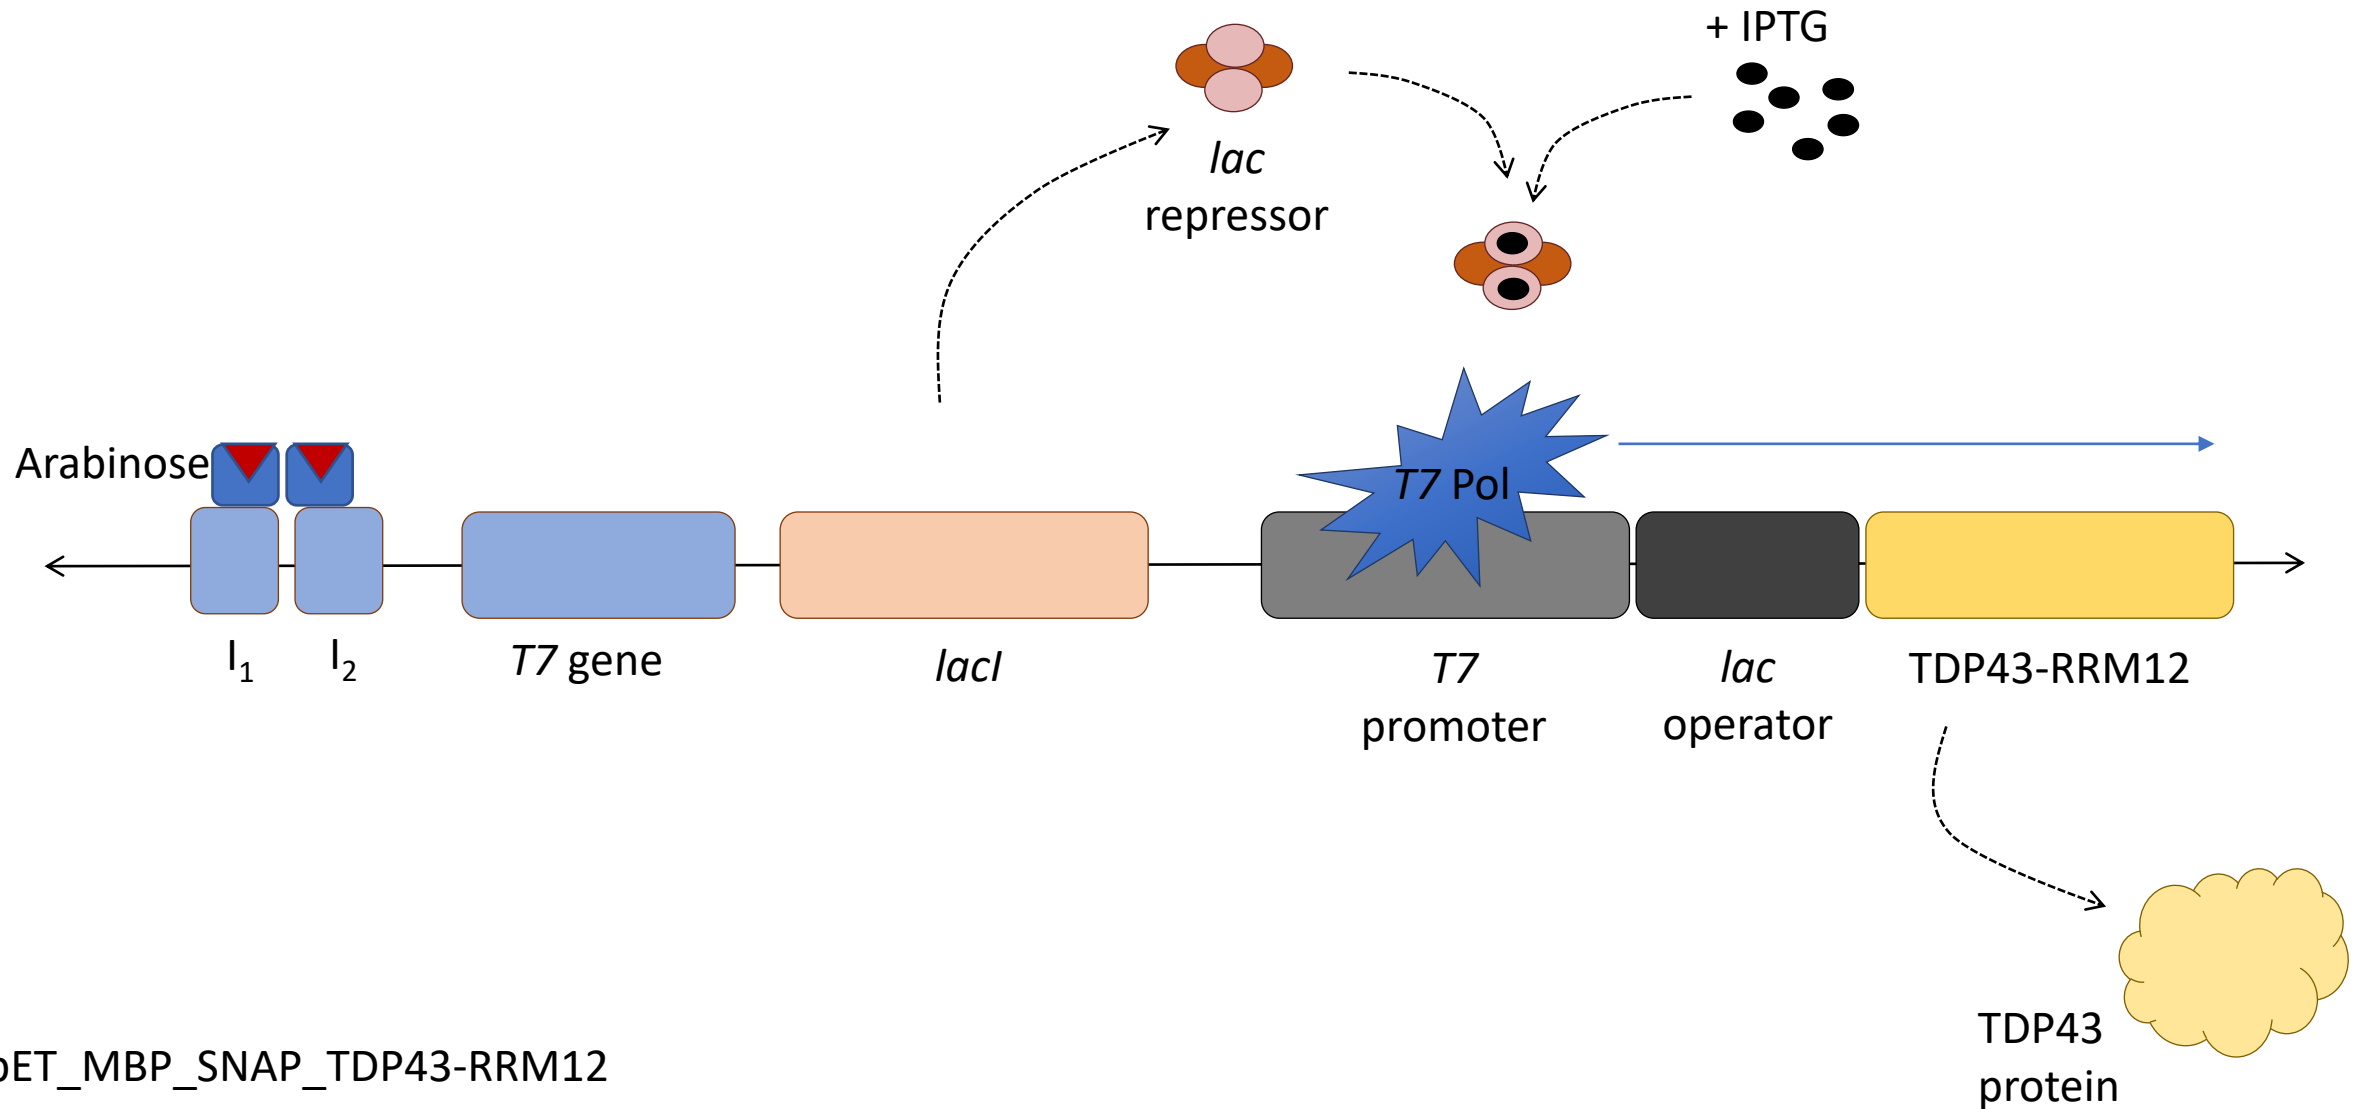 + IPTG
lac
repressor
Arabinose
T7 Pol
I₁
I₂
T7 gene
lacI
T7
promoter
lac
operator
TDP43-RRM12
TDP43
protein
pET_MBP_SNAP_TDP43-RRM12